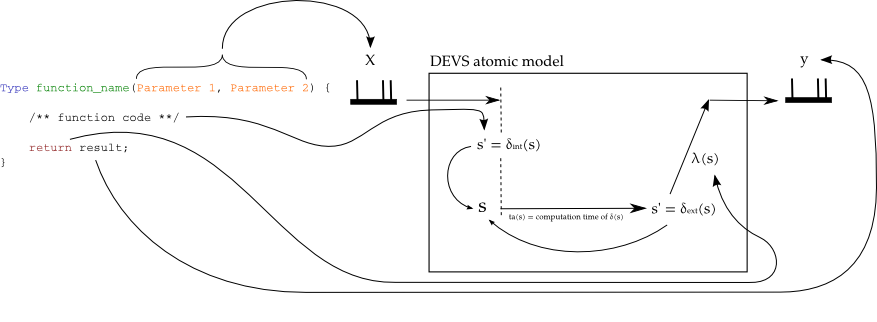 X
y
DEVS atomic model
Type function_name(Parameter 1, Parameter 2) {
/** function code **/
s' = δint(s)
return result;
}
λ(s)
s
ta(s) = computation time of δ(s)
s' = δext(s)